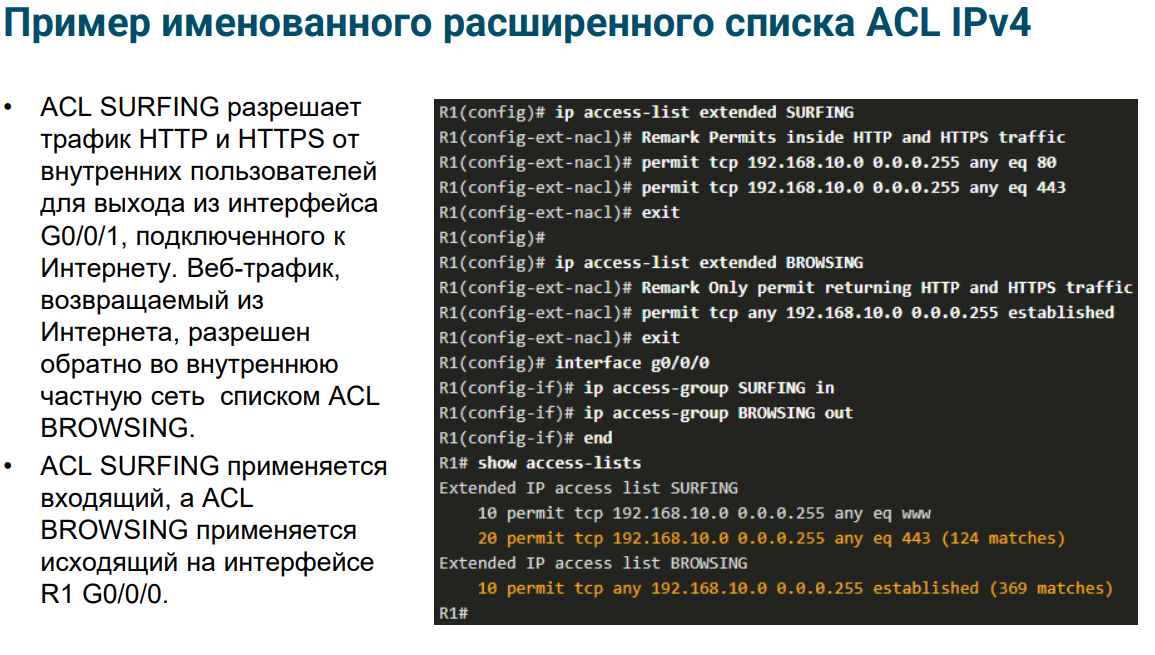 Пример именованного расширенного списка ACL IPv4
• ACL SURFING разрешает
трафик HTTP и HTTPS от
внутренних пользователей
для выхода из интерфейса
G0/0/1, подключенного к
Интернету. Веб-трафик,
возвращаемый из
Интернета, разрешен
обратно во внутреннюю
частную сеть списком ACL
BROWSING.
• ACL SURFING применяется
входящий, а ACL
BROWSING применяется
исходящий на интерфейсе
R1 G0/0/0.
R1(config)# ip access-list extended SURFING
R1(config-ext-nacl)# Remark Permits inside HTTP and HTTPS traffic
R1(config-ext-nacl)# permit tcp 192.168.10.0 0.0.0.255 any eq 80
R1(config-ext-nacl)# permit tcp 192.168.10.0 0.0.0.255 any eq 443
R1(config-ext-nacl)# exit
R1(config)#
R1(config)# ip access-list extended BROWSING
R1(config-ext-nacl)# Remark Only permit returning HTTP and HTTPS traffic
R1(config-ext-nacl)# permit tcp any 192.168.10.0 0.0.0.255 established
R1(config-ext-nacl)# exit
R1(config)# interface g0/0/0
R1(config-if)# ip access-group SURFING in
R1(config-if)# ip access-group BROWSING out
R1(config-if)# end
R1# show access-lists
Extended IP access list SURFING
10 permit tcp 192.168.10.0 0.0.0.255 any eq www
20 permit tcp 192.168.10.0 0.0.0.255 any eq 443 (124 matches)
Extended IP access list BROWSING
10 permit tcp any 192.168.10.0 0.0.0.255 established (369 matches)
R1#